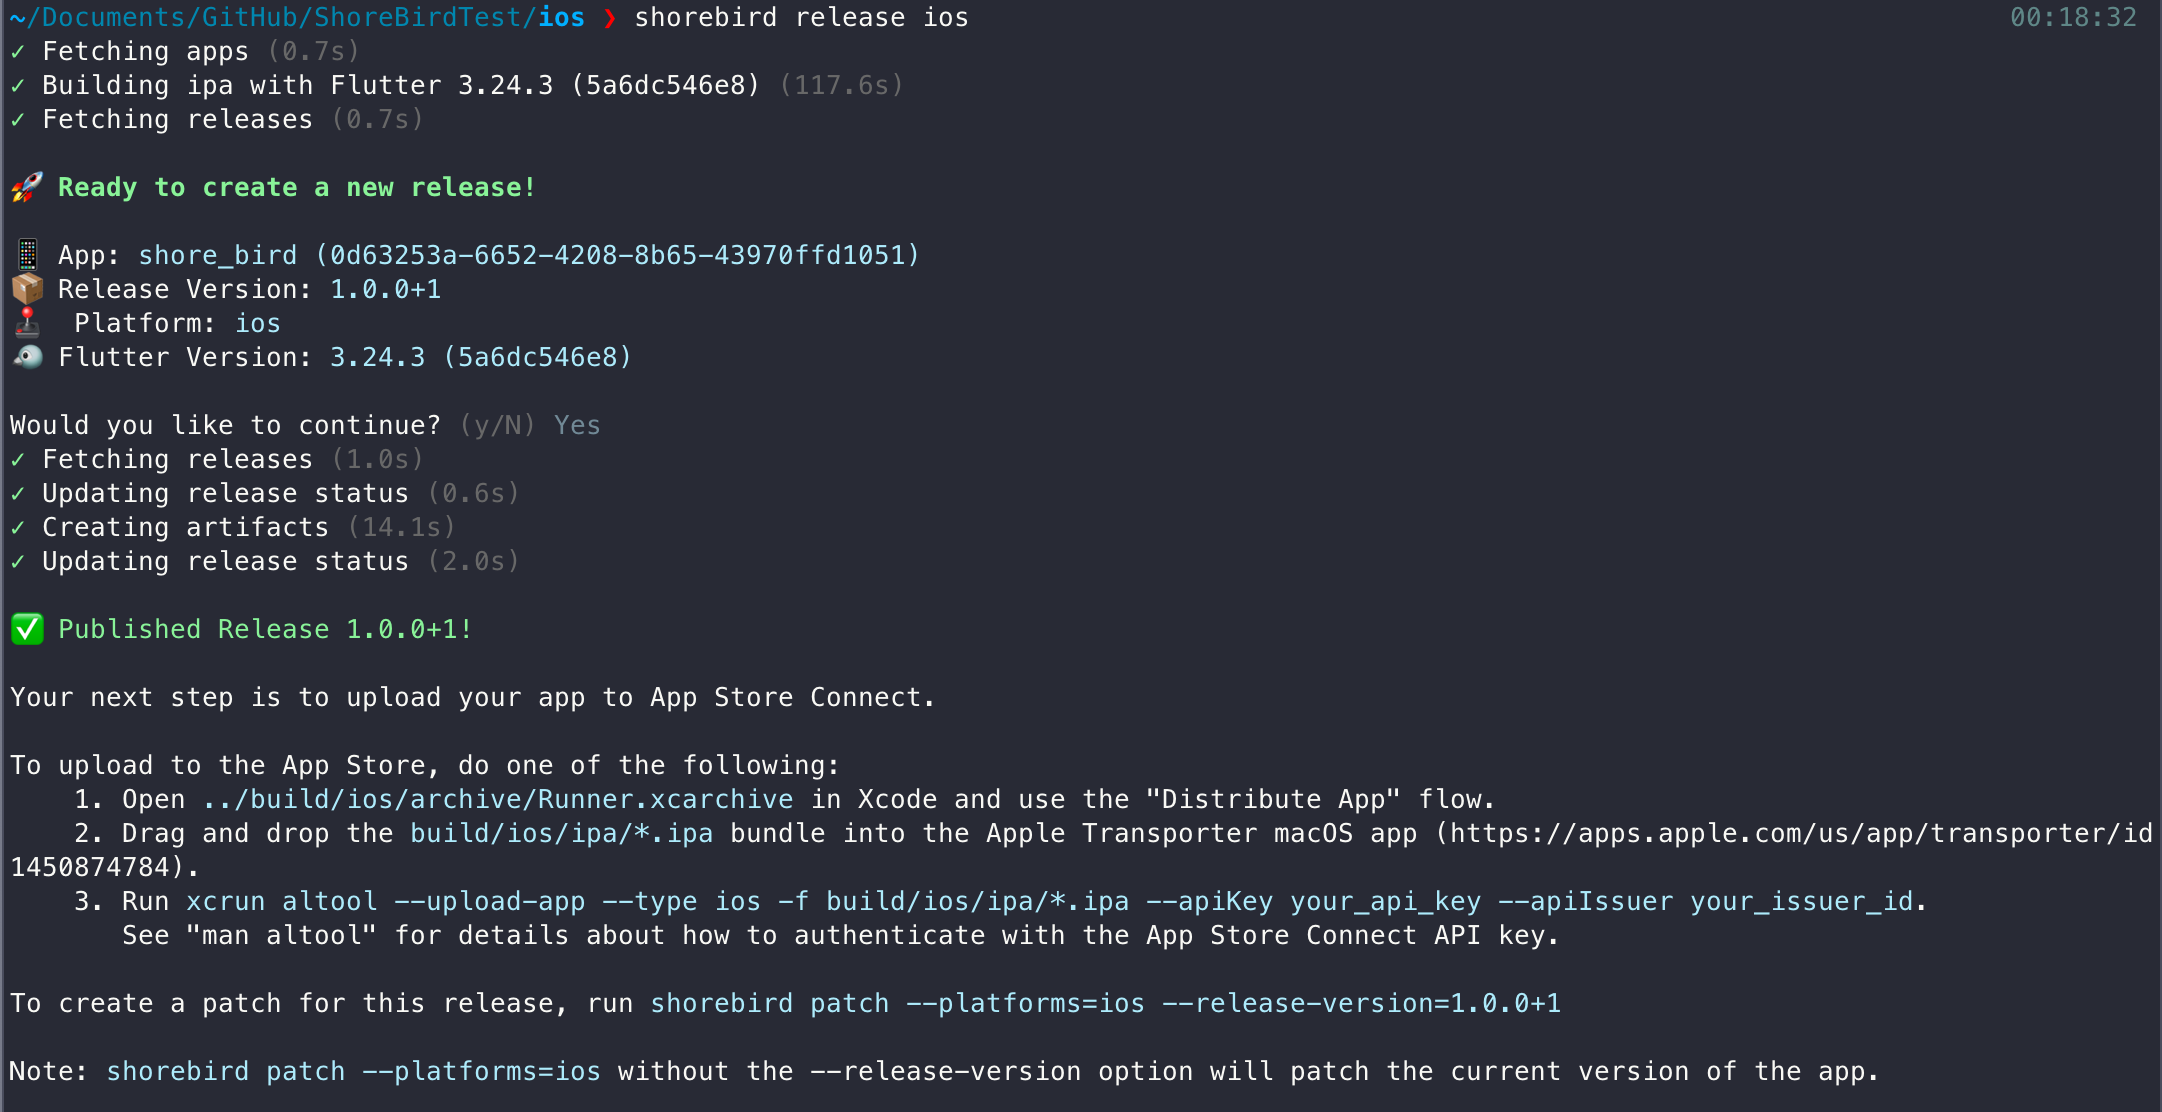 ~/Documents/GitHub/ShoreBirdTest/ios ❯ shorebird release ios 00:18:32
✓ Fetching apps (0.7s)
✓ Building ipa with Flutter 3.24.3 (5a6dc546e8) (117.6s)
✓ Fetching releases (0.7s)
🚀 Ready to create a new release!
📱 App: shore_bird (0d63253a-6652-4208-8b65-43970ffd1051)
📦 Release Version: 1.0.0+1
🕹️ Platform: ios
🐦 Flutter Version: 3.24.3 (5a6dc546e8)
Would you like to continue? (y/N) Yes
✓ Fetching releases (1.0s)
✓ Updating release status (0.6s)
✓ Creating artifacts (14.1s)
✓ Updating release status (2.0s)
✅ Published Release 1.0.0+1!
Your next step is to upload your app to App Store Connect.
To upload to the App Store, do one of the following:
1. Open ../build/ios/archive/Runner.xcarchive in Xcode and use the "Distribute App" flow.
2. Drag and drop the build/ios/ipa/*.ipa bundle into the Apple Transporter macOS app (https://apps.apple.com/us/app/transporter/id
1450874784).
3. Run xcrun altool --upload-app --type ios -f build/ios/ipa/*.ipa --apiKey your_api_key --apiIssuer your_issuer_id.
See "man altool" for details about how to authenticate with the App Store Connect API key.
To create a patch for this release, run shorebird patch --platforms=ios --release-version=1.0.0+1
Note: shorebird patch --platforms=ios without the --release-version option will patch the current version of the app.